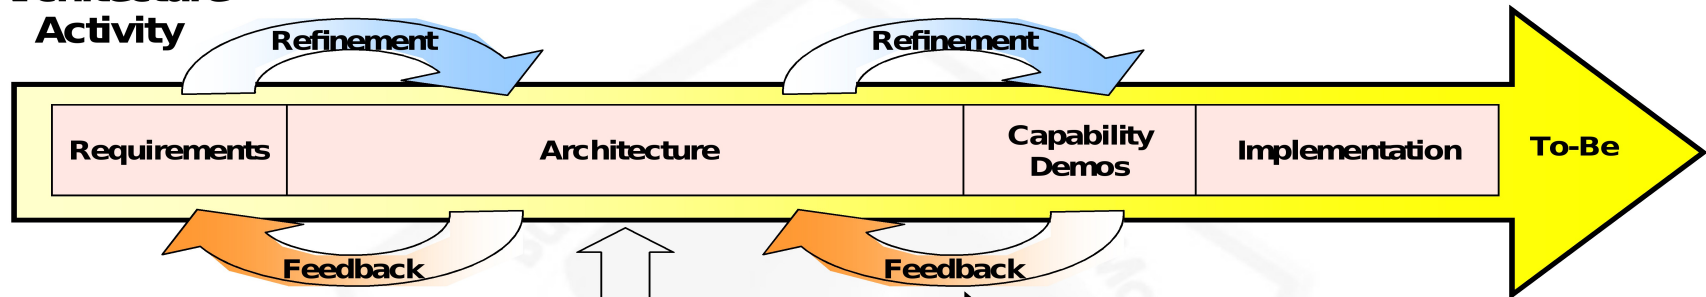 Activity
Refinement
Refinement
Requirements
Architecture
Capability
Demos
Implementation
To-Be
Feedback
Feedback